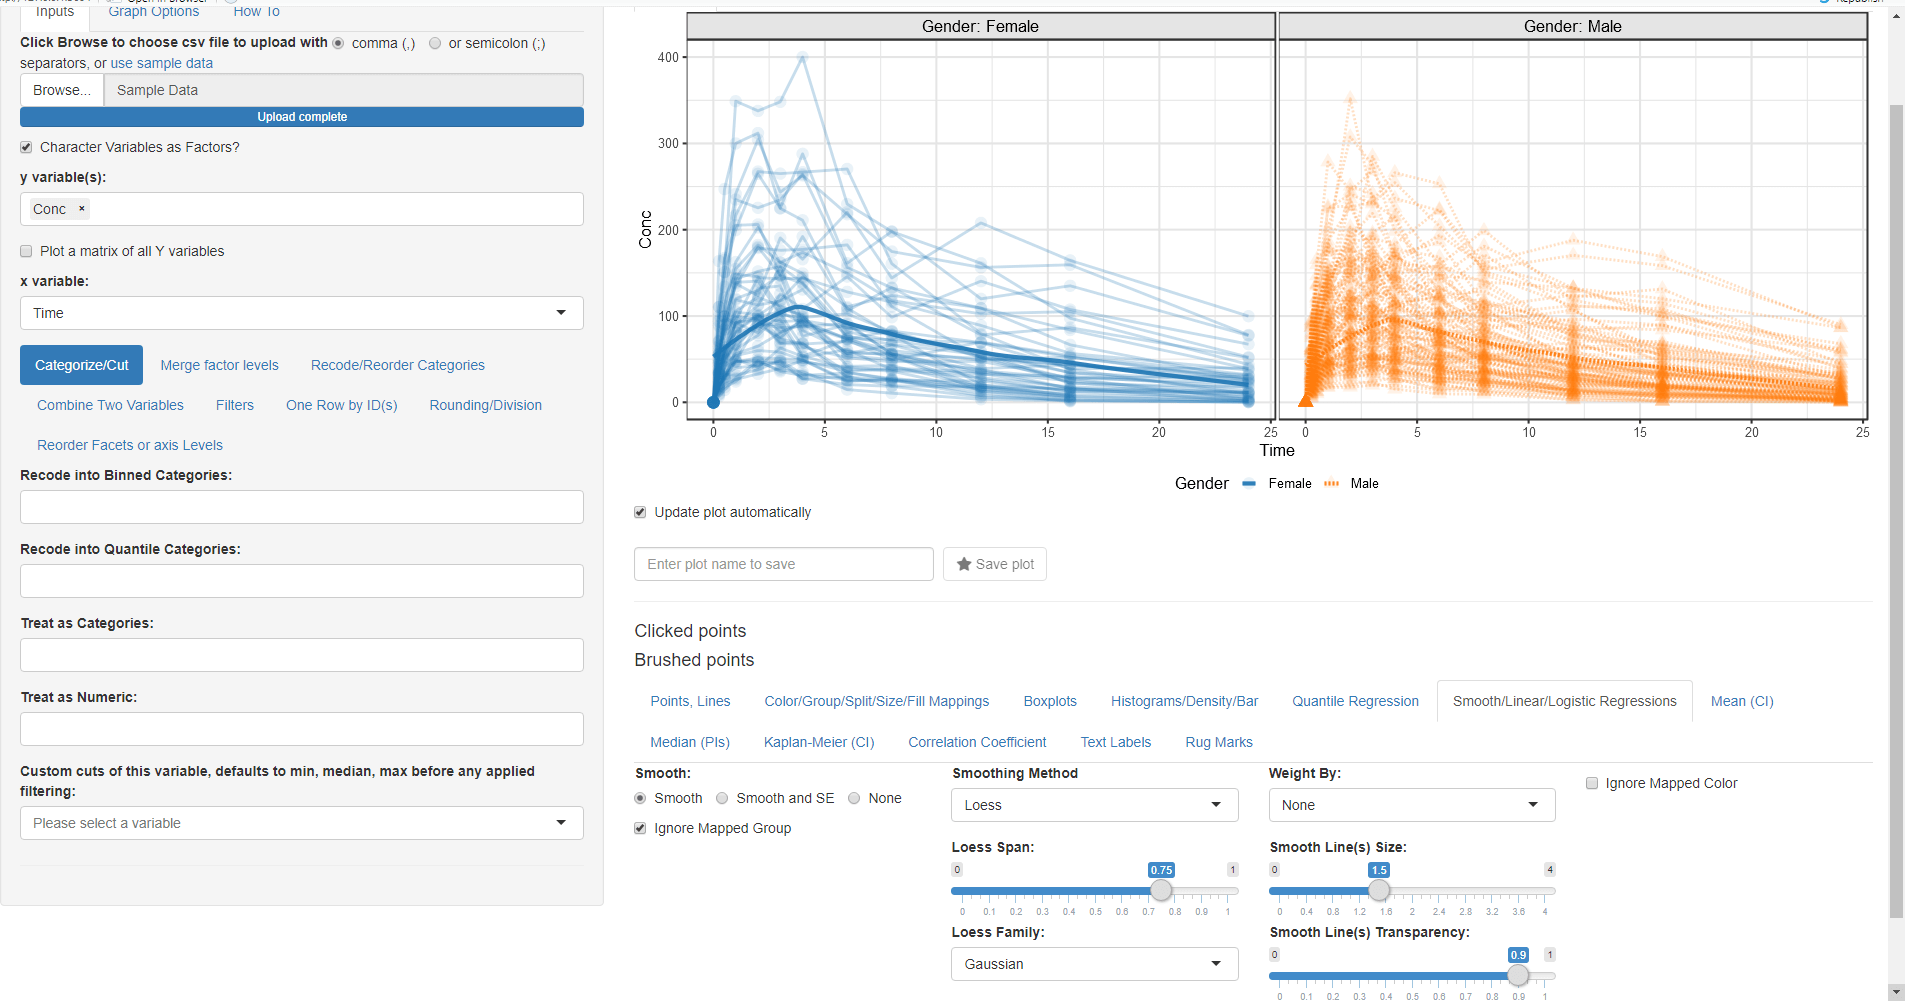 Inputs Graph Options How To
Click Browse to choose csv file to upload with comma (,) or semicolon (;)
separators, or use sample data
Browse... Sample Data
Upload complete
Character Variables as Factors?
y variable(s):
Conc ×
Plot a matrix of all Y variables
x variable:
Time
Categorize/Cut Merge factor levels Recode/Reorder Categories
Combine Two Variables Filters One Row by ID(s) Rounding/Division
Reorder Facets or axis Levels
Recode into Binned Categories:
Recode into Quantile Categories:
Treat as Categories:
Treat as Numeric:
Custom cuts of this variable, defaults to min, median, max before any applied
filtering:
Please select a variable
Gender: Female Gender: Male
400
300
200
100
0
Conc
0 5 10 15 20 25 0 5 10 15 20 25
Time
Gender Female Male
Update plot automatically
Enter plot name to save Save plot
Clicked points
Brushed points
Points, Lines Color/Group/Split/Size/Fill Mappings Boxplots Histograms/Density/Bar Quantile Regression Smooth/Linear/Logistic Regressions Mean (CI)
Median (PIs) Kaplan-Meier (CI) Correlation Coefficient Text Labels Rug Marks
Smooth:
Smooth Smooth and SE None
Ignore Mapped Group
Smoothing Method
Loess
Loess Span:
0 0.75 1
0 0.1 0.2 0.3 0.4 0.5 0.6 0.7 0.8 0.9 1
Loess Family:
Gaussian
Weight By:
None
Smooth Line(s) Size:
0 1.5 4
0 0.4 0.8 1.2 1.6 2 2.4 2.8 3.2 3.6 4
Smooth Line(s) Transparency:
0 0.9 1
0 0.1 0.2 0.3 0.4 0.5 0.6 0.7 0.8 0.9 1
Ignore Mapped Color